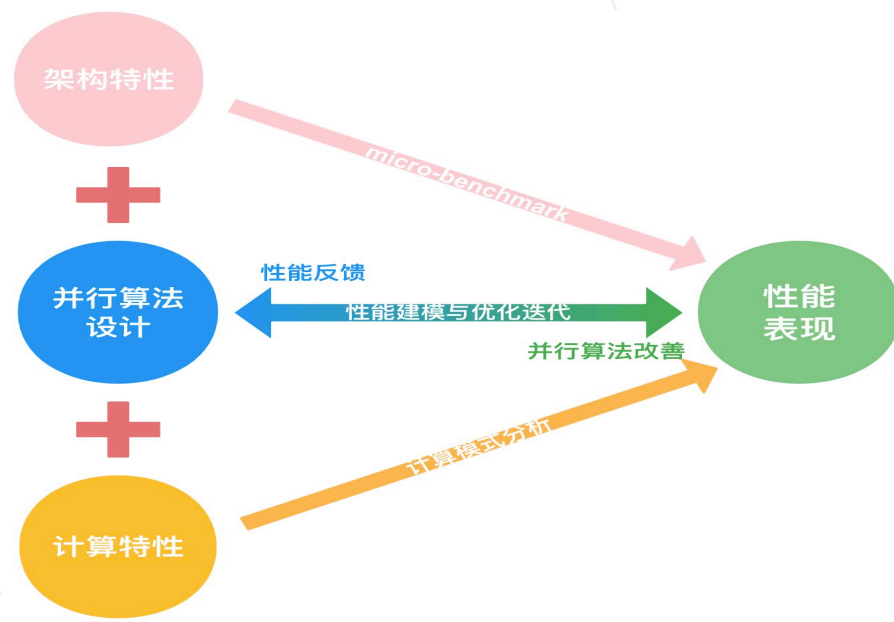 架构特性
micro-benchmark
性能反馈
并行算法
设计
性能建模与优化迭代
性能
表现
并行算法改善
计算模式分析
计算特性